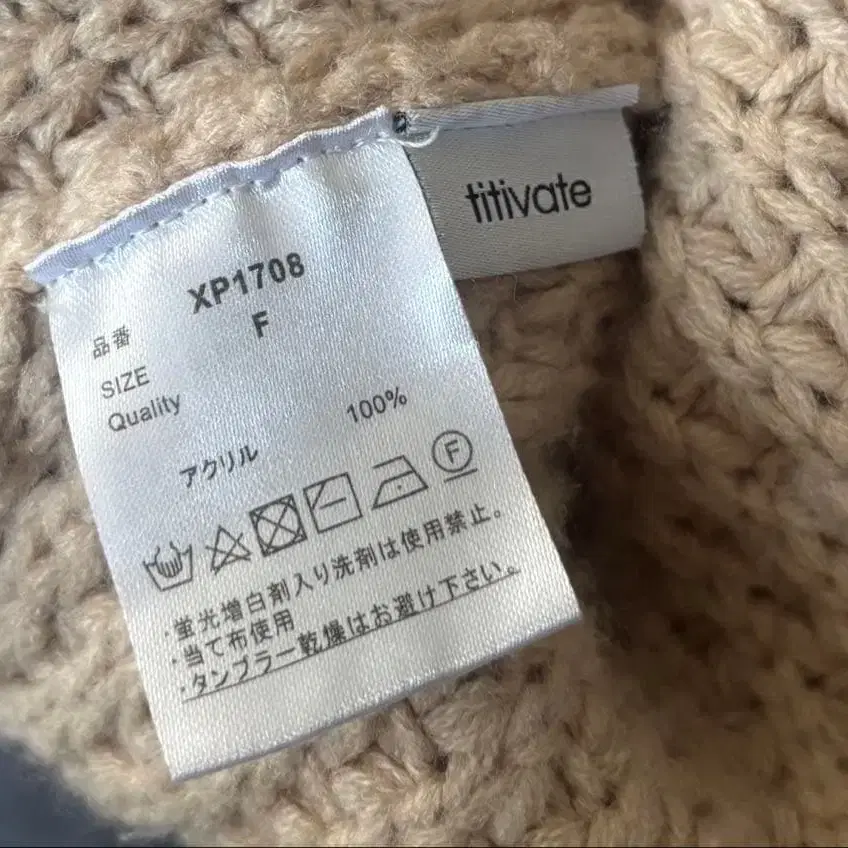 titivate
品番 XP1708
SIZE F
Quality
アクリル 100%
F
・蛍光増白剤入り洗剤は使用禁止。
・当て布使用
・タンブラー乾燥はお避け下さい。